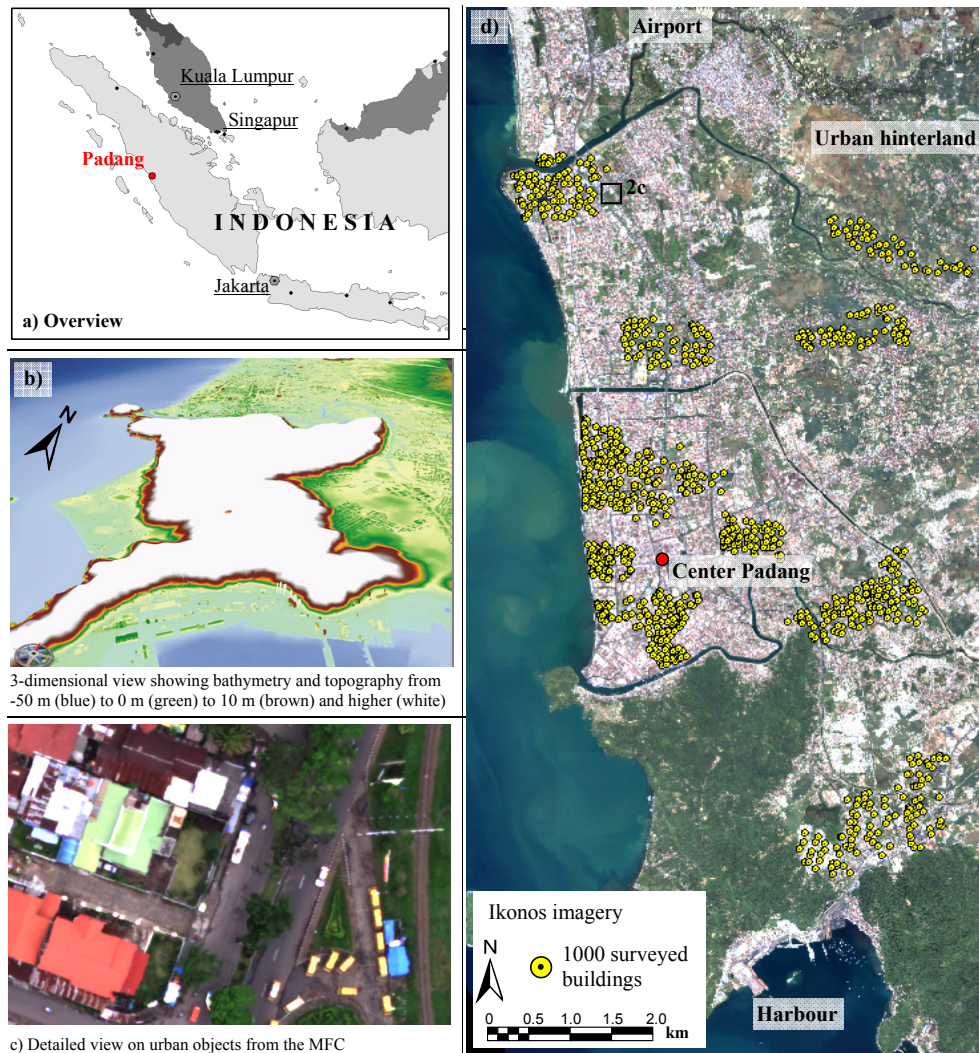 Kuala Lumpur
Singapur
Padang
INDONESIA
Jakarta
a) Overview
b)
N
3-dimensional view showing bathymetry and topography from
-50 m (blue) to 0 m (green) to 10 m (brown) and higher (white)
c) Detailed view on urban objects from the MFC
d)
Airport
Urban hinterland
2c
Center Padang
Ikonos imagery
N
1000 surveyed
buildings
0 0.5 1.0 1.5 2.0
km
Harbour